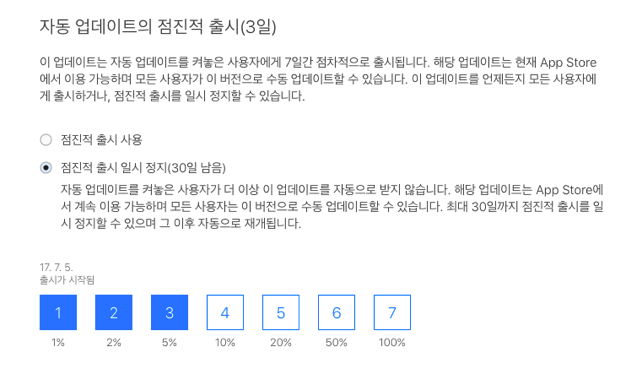 자동 업데이트의 점진적 출시(3일)
이 업데이트는 자동 업데이트를 켜놓은 사용자에게 7일간 점차적으로 출시됩니다. 해당 업데이트는 현재 App Store
에서 이용 가능하며 모든 사용자가 이 버전으로 수동 업데이트할 수 있습니다. 이 업데이트를 언제든지 모든 사용자에
게 출시하거나, 점진적 출시를 일시 정지할 수 있습니다.
점진적 출시 사용
점진적 출시 일시 정지(30일 남음)
자동 업데이트를 켜놓은 사용자가 더 이상 이 업데이트를 자동으로 받지 않습니다. 해당 업데이트는 App Store에
서 계속 이용 가능하며 모든 사용자는 이 버전으로 수동 업데이트할 수 있습니다. 최대 30일까지 점진적 출시를 일
시 정지할 수 있으며 그 이후 자동으로 재개됩니다.
17. 7. 5.
출시가 시작됨
1 2 3 4 5 6 7
1% 2% 5% 10% 20% 50% 100%